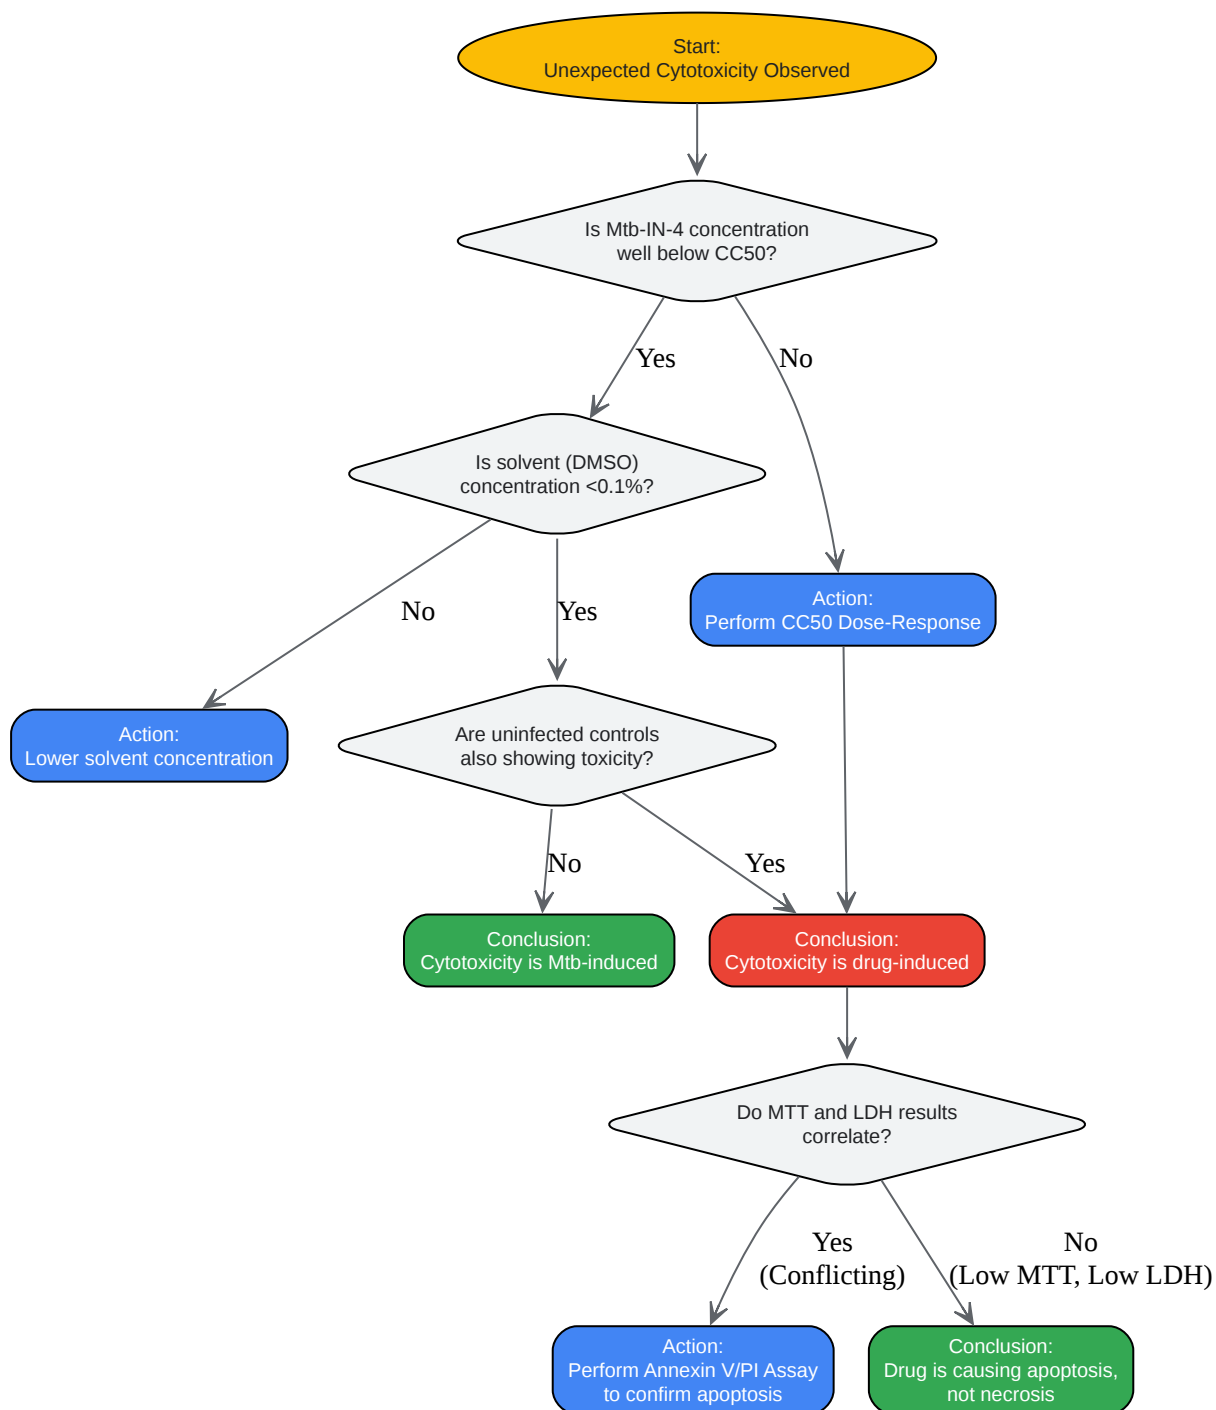 Start:
Unexpected Cytotoxicity Observed
Is Mtb-IN-4 concentration
well below CC50?
Yes
No
Is solvent (DMSO)
concentration <0.1%?
No
Yes
Action:
Perform CC50 Dose-Response
Action:
Lower solvent concentration
Are uninfected controls
also showing toxicity?
No
Yes
Conclusion:
Cytotoxicity is Mtb-induced
Conclusion:
Cytotoxicity is drug-induced
Do MTT and LDH results
correlate?
Yes
(Conflicting)
No
(Low MTT, Low LDH)
Action:
Perform Annexin V/PI Assay
to confirm apoptosis
Conclusion:
Drug is causing apoptosis,
not necrosis